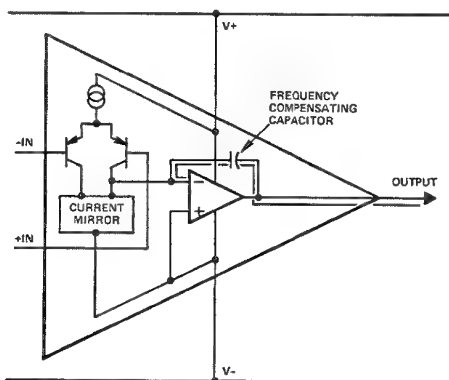 V+
FREQUENCY
COMPENSATING
CAPACITOR
–IN
–
OUTPUT
CURRENT
MIRROR
+
+IN
V–